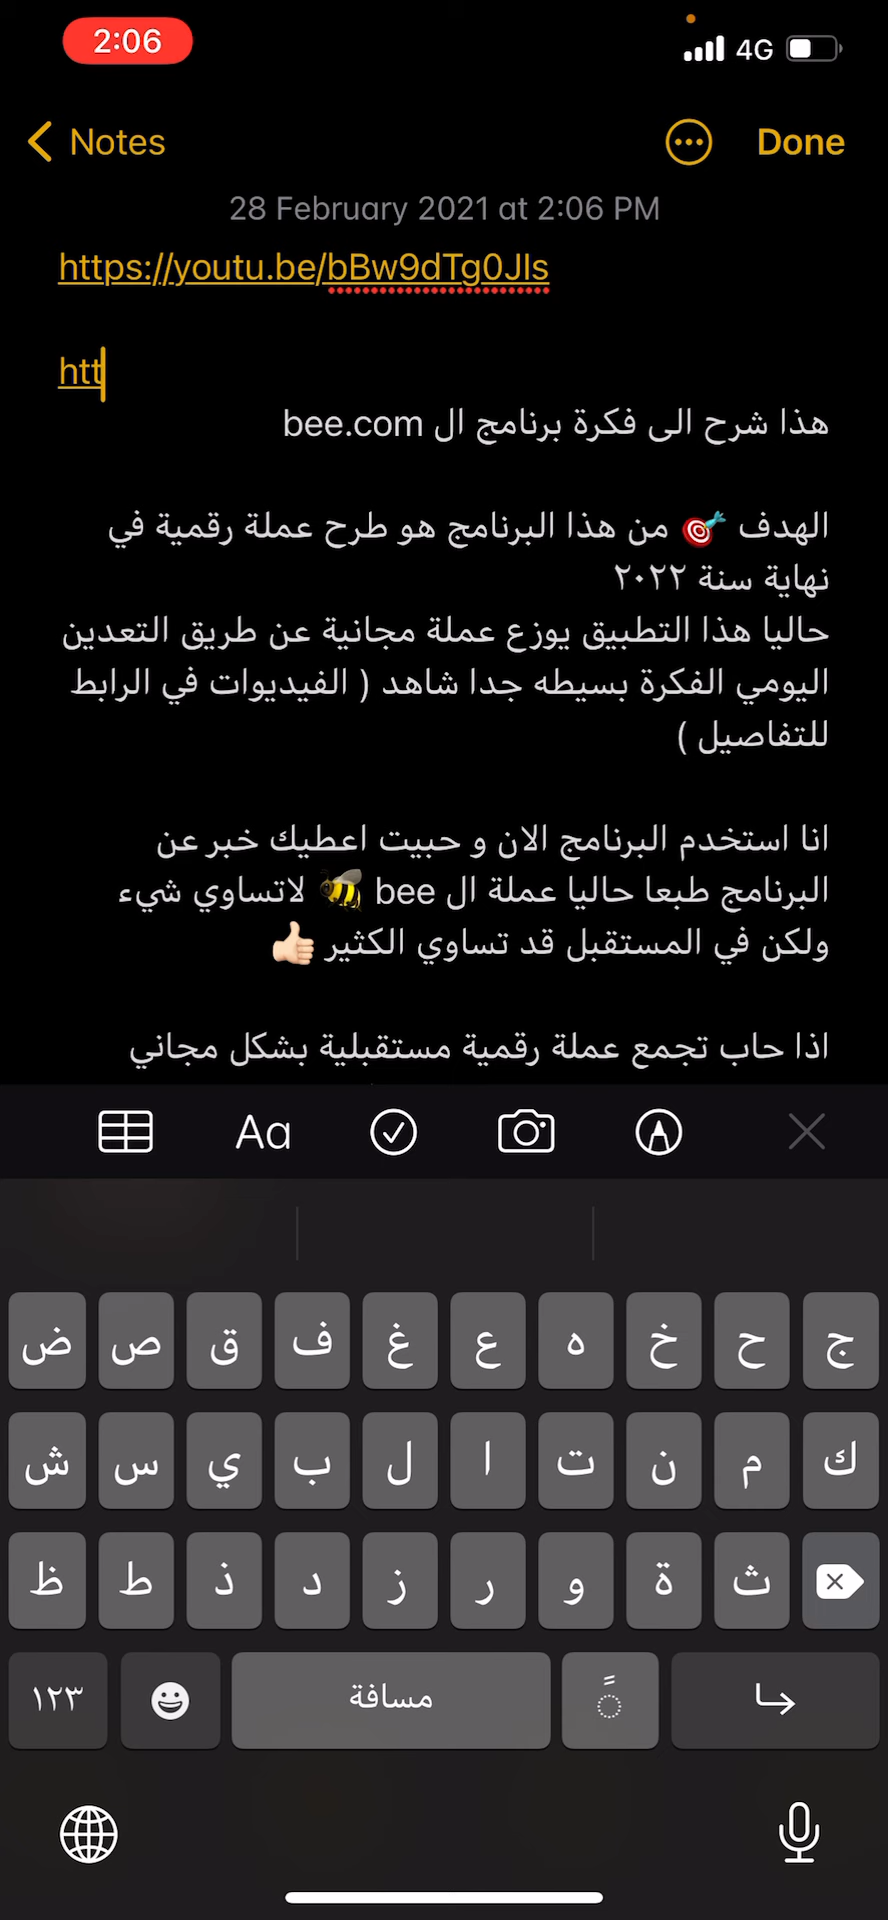 2:06
4G
Notes
Done
28 February 2021 at 2:06 PM
https://youtu.be/bBw9dTg0JIs
htt
هذا شرح الى فكرة برنامج ال bee.com
الهدف 🎯 من هذا البرنامج هو طرح عملة رقمية في
نهاية سنة ٢٠٢٢
حاليا هذا التطبيق يوزع عملة مجانية عن طريق التعدين
اليومي الفكرة بسيطه جدا شاهد ( الفيديوات في الرابط
للتفاصيل )
انا استخدم البرنامج الان و حبيت اعطيك خبر عن
البرنامج طبعا حاليا عملة ال bee 🐝 لاتساوي شيء
ولكن في المستقبل قد تساوي الكثير 👍🏻
اذا حاب تجمع عملة رقمية مستقبلية بشكل مجاني
Aa
ض ص ق ف غ ع ه خ ح ج
ش س ي ب ل ا ت ن م ك
ظ ط ذ د ز ر و ة ث
١٢٣
مسافة